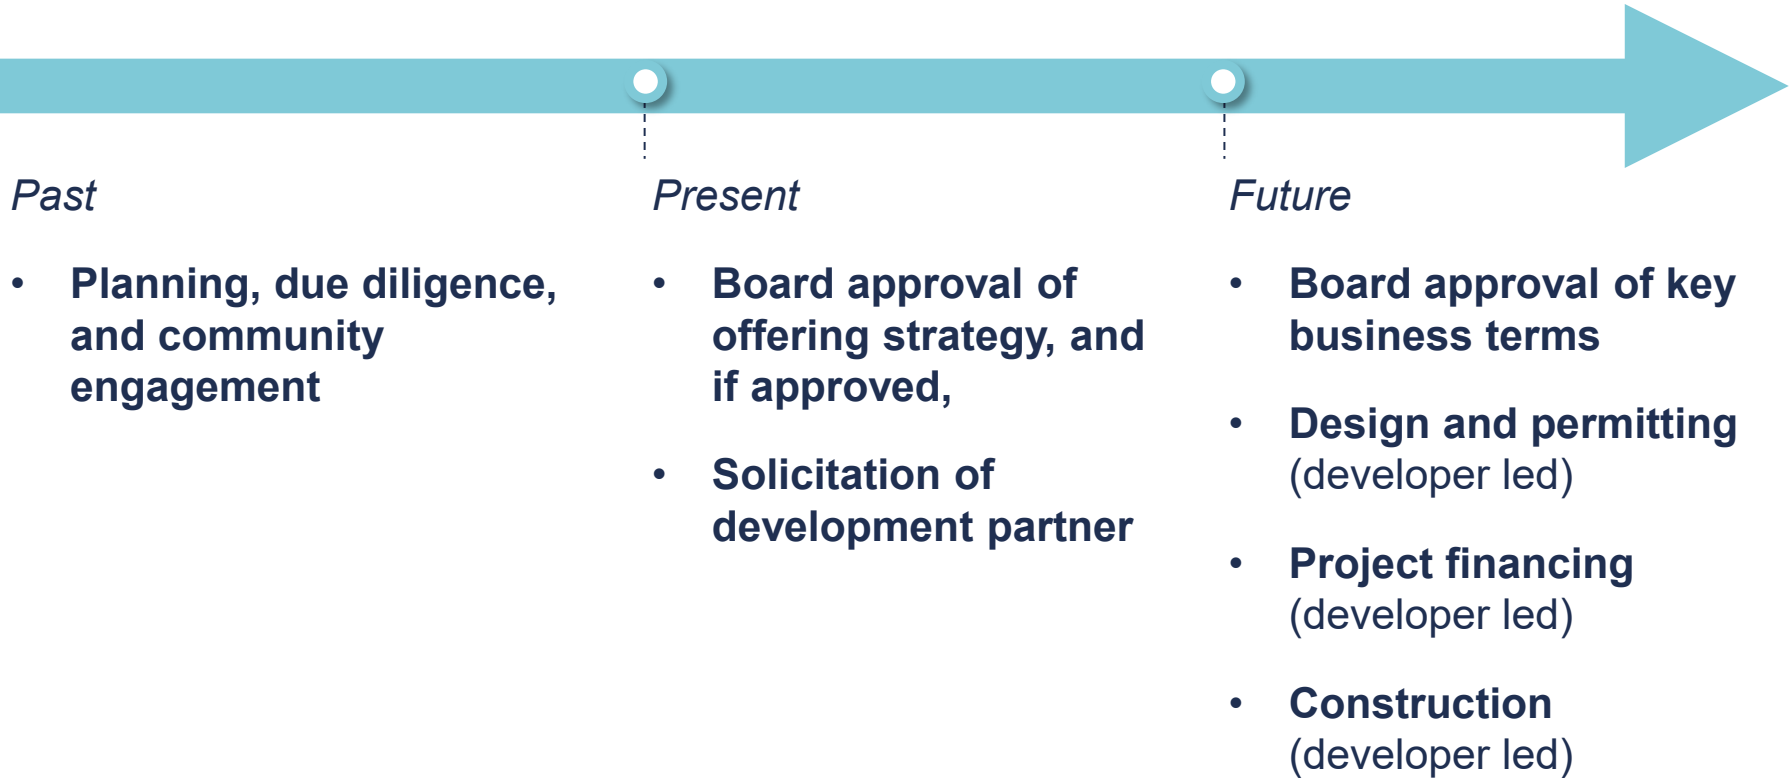 Past
• Planning, due diligence,
and community
engagement
Present
• Board approval of
offering strategy, and
if approved,
• Solicitation of
development partner
Future
• Board approval of key
business terms
• Design and permitting
(developer led)
• Project financing
(developer led)
• Construction
(developer led)